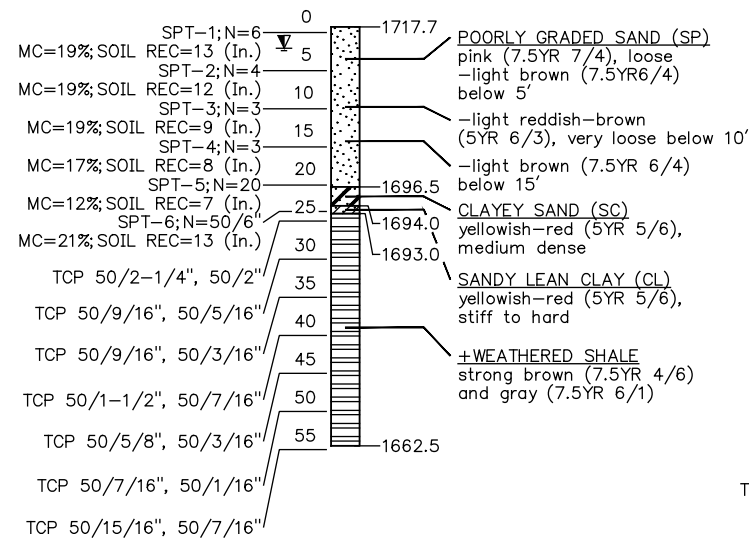 0
5
10
15
20
25
30
35
40
45
50
55
SPT-1;N=6
MC=19%;SOIL REC=13 (In.)
SPT-2;N=4
MC=19%;SOIL REC=12 (In.)
SPT-3;N=3
MC=19%;SOIL REC=9 (In.)
SPT-4;N=3
MC=17%;SOIL REC=8 (In.)
SPT-5;N=20
MC=12%;SOIL REC=7 (In.)
SPT-6;N=50/6"
MC=21%;SOIL REC=13 (In.)
TCP 50/2-1/4", 50/2"
TCP 50/9/16", 50/5/16"
TCP 50/9/16", 50/3/16"
TCP 50/1-1/2", 50/7/16"
TCP 50/5/8", 50/3/16"
TCP 50/7/16", 50/1/16"
TCP 50/15/16", 50/7/16"
1717.7
1696.5
1694.0
1693.0
1662.5
POORLY GRADED SAND (SP)
pink (7.5YR 7/4), loose
-light brown (7.5YR6/4)
below 5'
-light reddish-brown
(5YR 6/3), very loose below 10'
-light brown (7.5YR 6/4)
below 15'
CLAYEY SAND (SC)
yellowish-red (5YR 5/6),
medium dense
SANDY LEAN CLAY (CL)
yellowish-red (5YR 5/6),
stiff to hard
+WEATHERED SHALE
strong brown (7.5YR 4/6)
and gray (7.5YR 6/1)
T